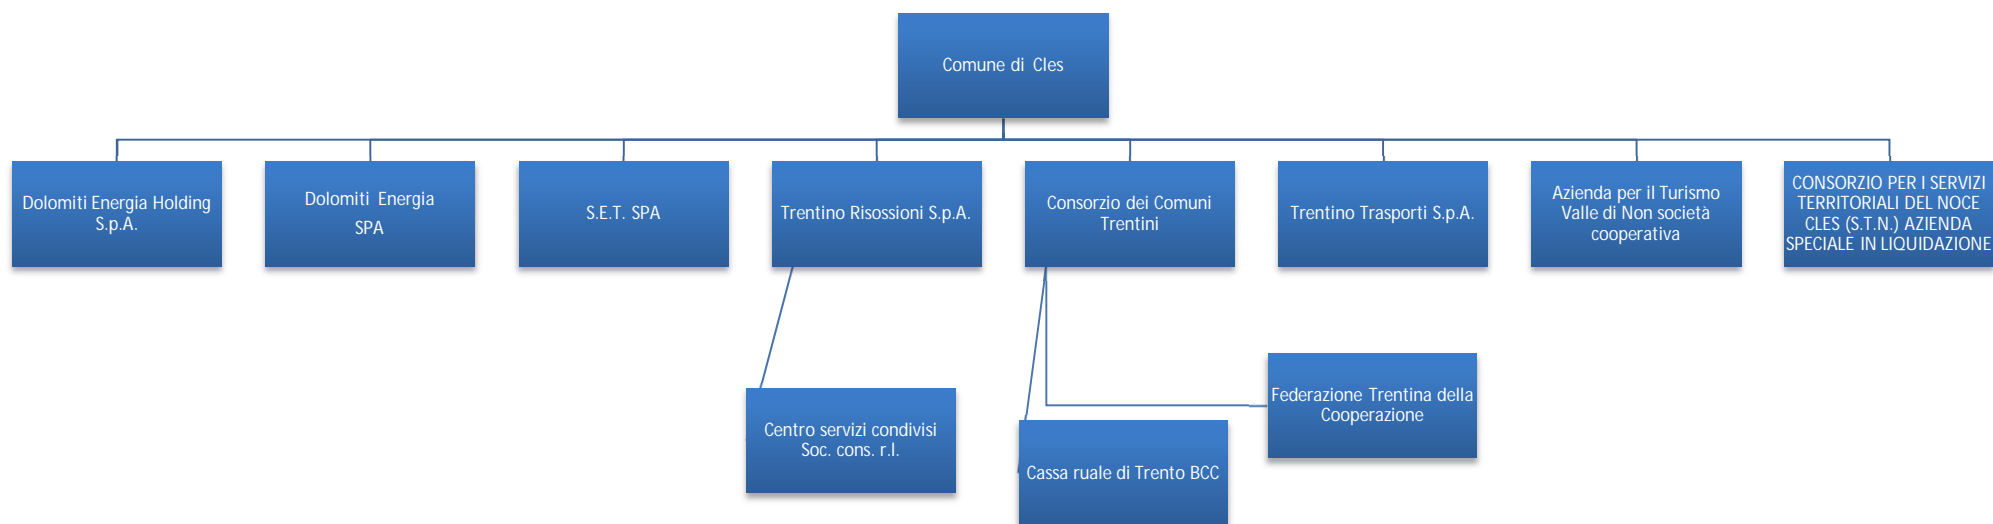 Comune di Cles
Dolomiti Energia Holding
S.p.A.
Dolomiti Energia
SPA
S.E.T. SPA
Trentino Risossioni S.p.A.
Consorzio dei Comuni
Trentini
Trentino Trasporti S.p.A.
Azienda per il Turismo
Valle di Non società
cooperativa
CONSORZIO PER I SERVIZI
TERRITORIALI DEL NOCE
CLES (S.T.N.) AZIENDA
SPECIALE IN LIQUIDAZIONE
Centro servizi condivisi
Soc. cons. r.l.
Cassa ruale di Trento BCC
Federazione Trentina della
Cooperazione